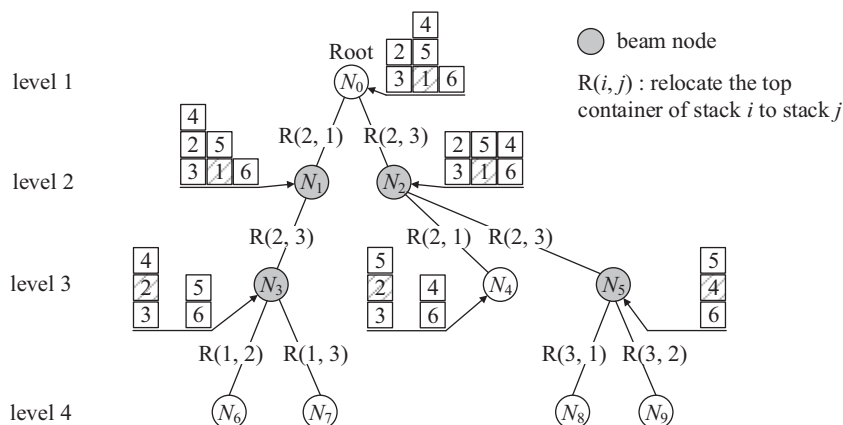 4
Root 2 5 beam node
level 1 N0 3 1 6 R(i, j) : relocate the top
container of stack i to stack j
4 R(2, 1) R(2, 3)
2 5 2 5 4
level 2 3 1 6 N1 N2 3 1 6
R(2, 3) R(2, 1) R(2, 3)
4 5 5
level 3 2 5 N3 2 4 N4 N5 4
3 6 3 6 6
R(1, 2) R(1, 3) R(3, 1) R(3, 2)
level 4 N6 N7 N8 N9